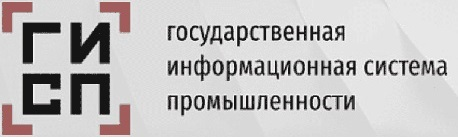 ГИ
СП
государственная
информационная система
промышленности